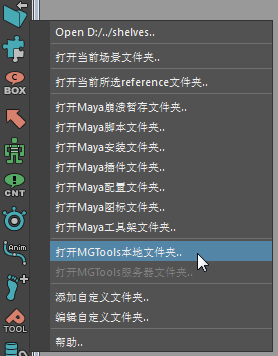 Open D:/../shelves..
打开当前场景文件夹..
打开当前所选reference文件夹..
打开Maya崩溃暂存文件夹..
打开Maya脚本文件夹..
打开Maya安装文件夹..
打开Maya插件文件夹..
打开Maya配置文件夹..
打开Maya图标文件夹..
打开Maya工具架文件夹..
打开MGTools本地文件夹..
打开MGTools服务器文件夹..
添加自定义文件夹..
编辑自定义文件夹..
帮助..
C
BOX
CNT
Anim
TOOL